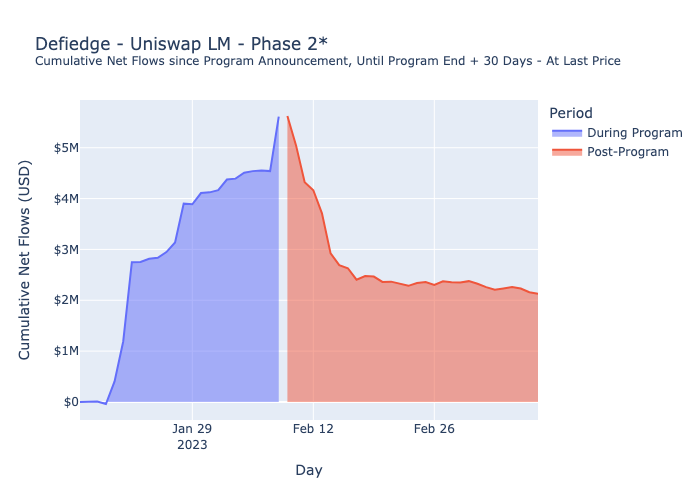 Defiedge - Uniswap LM - Phase 2*
Cumulative Net Flows since Program Announcement, Until Program End + 30 Days - At Last Price
Period
During Program
Post-Program
Cumulative Net Flows (USD)
$5M
$4M
$3M
$2M
$1M
$0
Jan 29
2023
Feb 12
Feb 26
Day